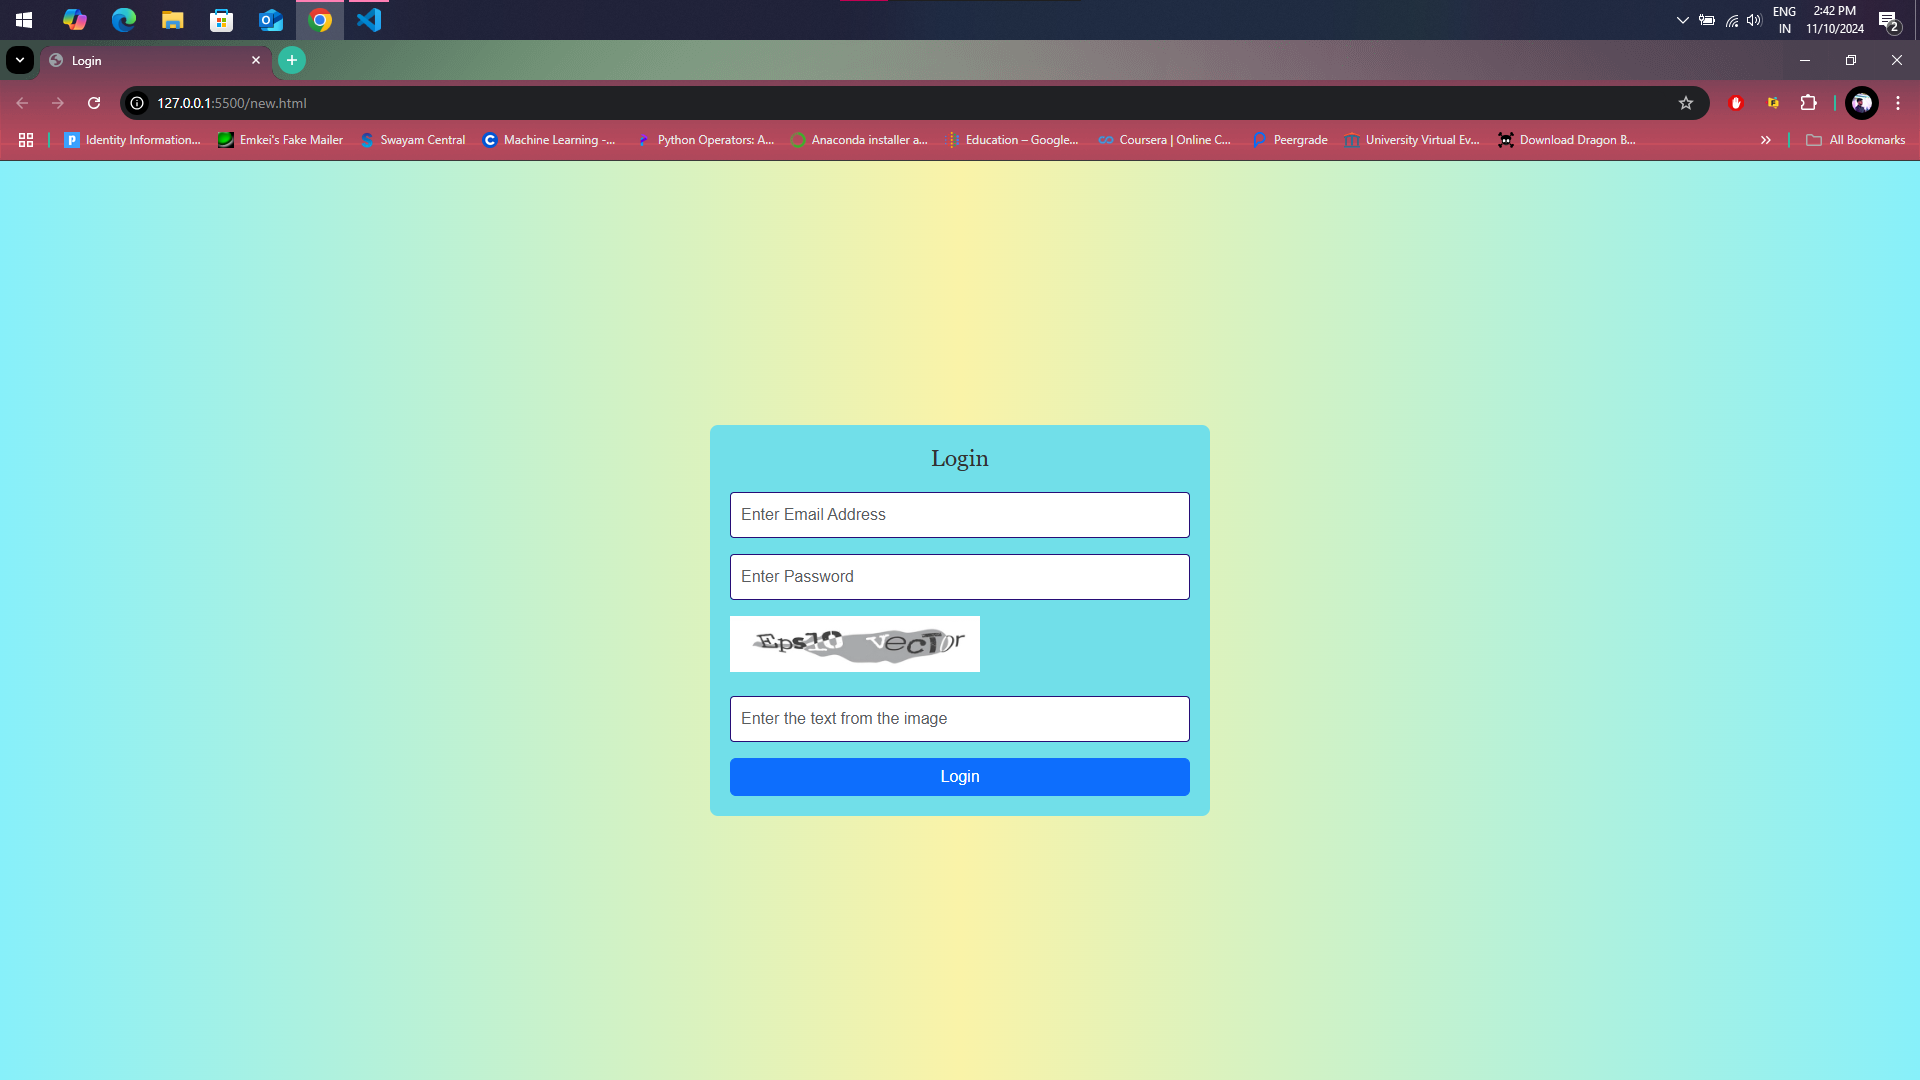 ENG
2:42 PM
IN
11/10/2024
2
Login
127.0.0.1:5500/new.html
Identity Information...
Emkei's Fake Mailer
Swayam Central
Machine Learning -...
Python Operators: A...
Anaconda installer a...
Education – Google...
Coursera | Online C...
Peergrade
University Virtual Ev...
Download Dragon B...
All Bookmarks
Login
Enter Email Address
Enter Password
Eps10 vecTor
Enter the text from the image
Login